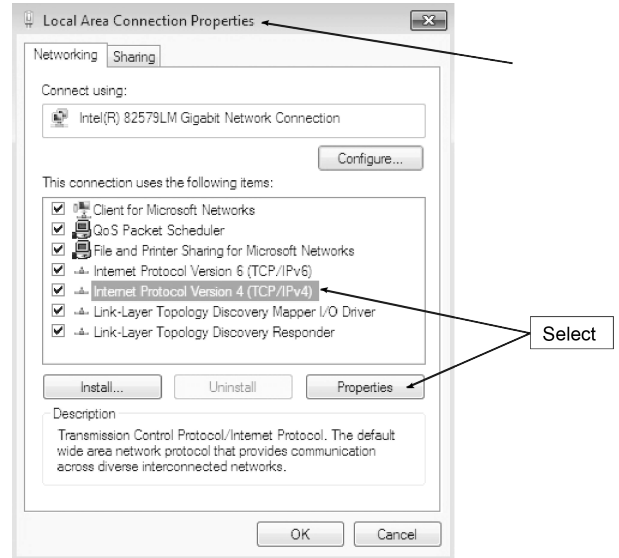 Local Area Connection Properties
Networking
Sharing
Connect using:
Intel(R) 82579LM Gigabit Network Connection
Configure...
This connection uses the following items:
Client for Microsoft Networks
QoS Packet Scheduler
File and Printer Sharing for Microsoft Networks
Internet Protocol Version 6 (TCP/IPv6)
Internet Protocol Version 4 (TCP/IPv4)
Link-Layer Topology Discovery Mapper I/O Driver
Link-Layer Topology Discovery Responder
Select
Install...
Uninstall
Properties
Description
Transmission Control Protocol/Internet Protocol. The default
wide area network protocol that provides communication
across diverse interconnected networks.
OK
Cancel